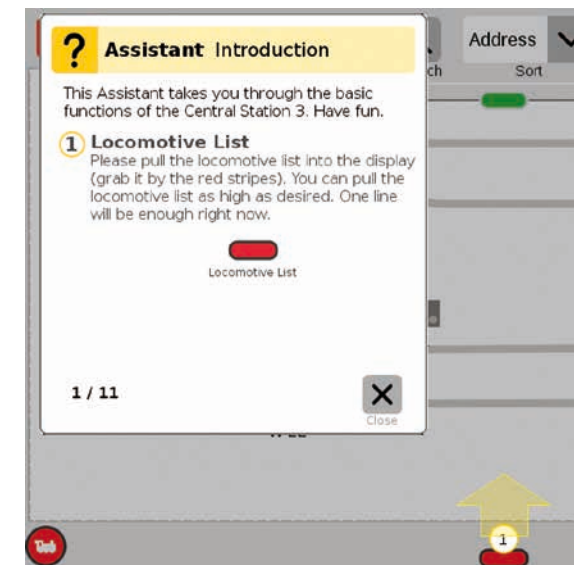 ? Assistant Introduction
Address
Sort
This Assistant takes you through the basic
functions of the Central Station 3. Have fun.
1 Locomotive List
Please pull the locomotive list into the display
(grab it by the red stripes). You can pull the
locomotive list as high as desired. One line
will be enough right now.
Locomotive List
1 / 11
Close
1